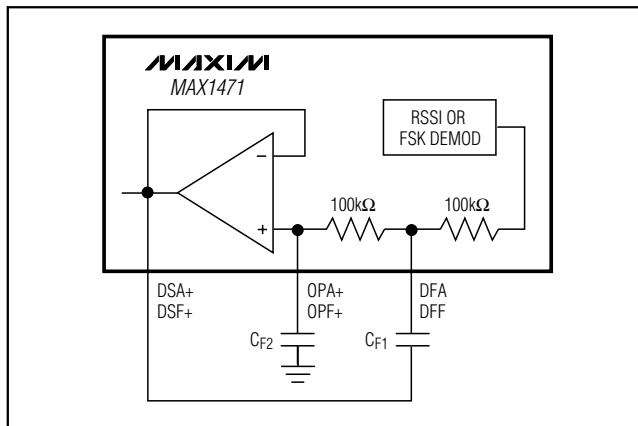 MAXIM
MAX1471
RSSI OR
FSK DEMOD
−
+
100kΩ
100kΩ
DSA+
DSF+
OPA+
OPF+
DFA
DFF
CF2
CF1